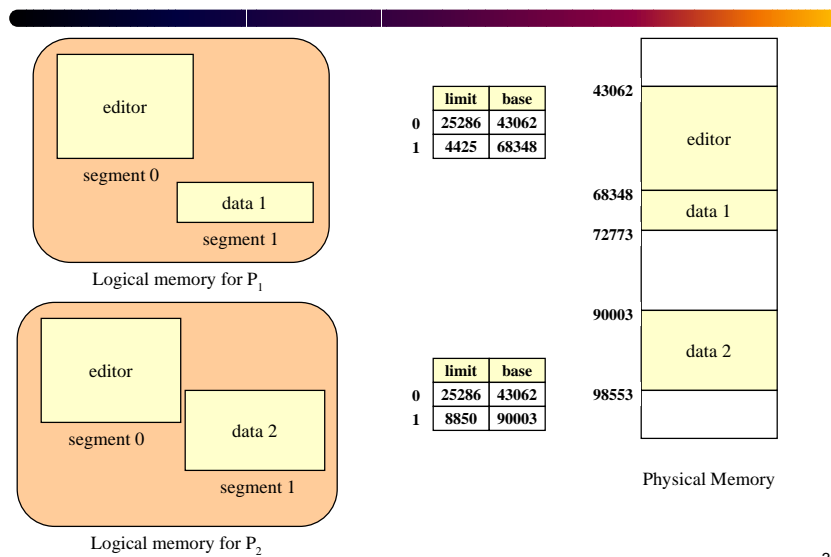 editor
segment 0
data 1
segment 1
Logical memory for P1
limit base
0 25286 43062
1 4425 68348
editor
segment 0
data 2
segment 1
Logical memory for P2
limit base
0 25286 43062
1 8850 90003
43062
editor
68348
data 1
72773
90003
data 2
98553
Physical Memory